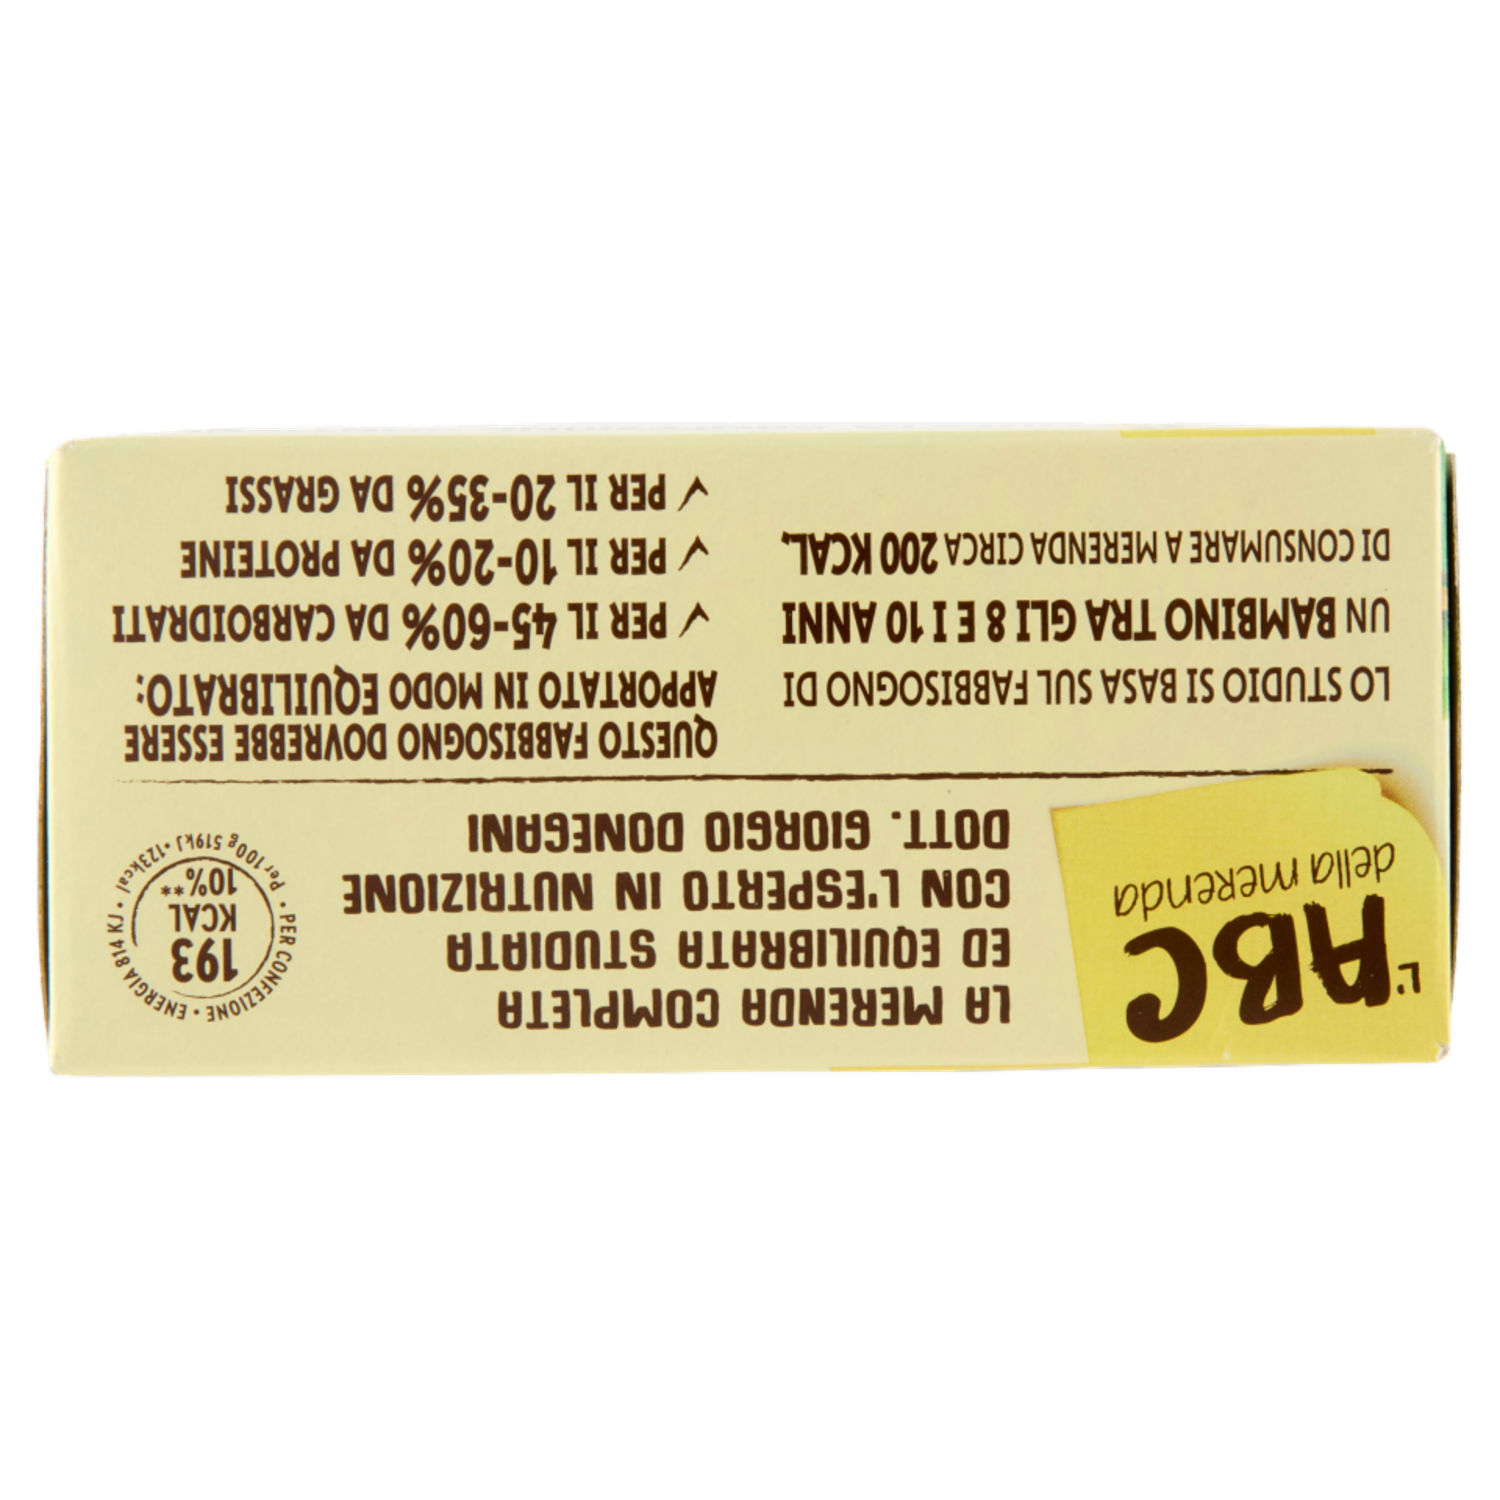 L'ABC
della merenda
LA MERENDA COMPLETA
ED EQUILIBRATA STUDIATA
CON L'ESPERTO IN NUTRIZIONE
DOTT. GIORGIO DONEGANI
• PER CONFEZIONE • ENERGIA 814 KJ •
193
KCAL
10%**
Per 100g 519kJ • 123kcal
LO STUDIO SI BASA SUL FABBISOGNO DI
UN BAMBINO TRA GLI 8 E I 10 ANNI
DI CONSUMARE A MERENDA CIRCA 200 KCAL.
QUESTO FABBISOGNO DOVREBBE ESSERE
APPORTATO IN MODO EQUILIBRATO:
✓ PER IL 45-60% DA CARBOIDRATI
✓ PER IL 10-20% DA PROTEINE
✓ PER IL 20-35% DA GRASSI